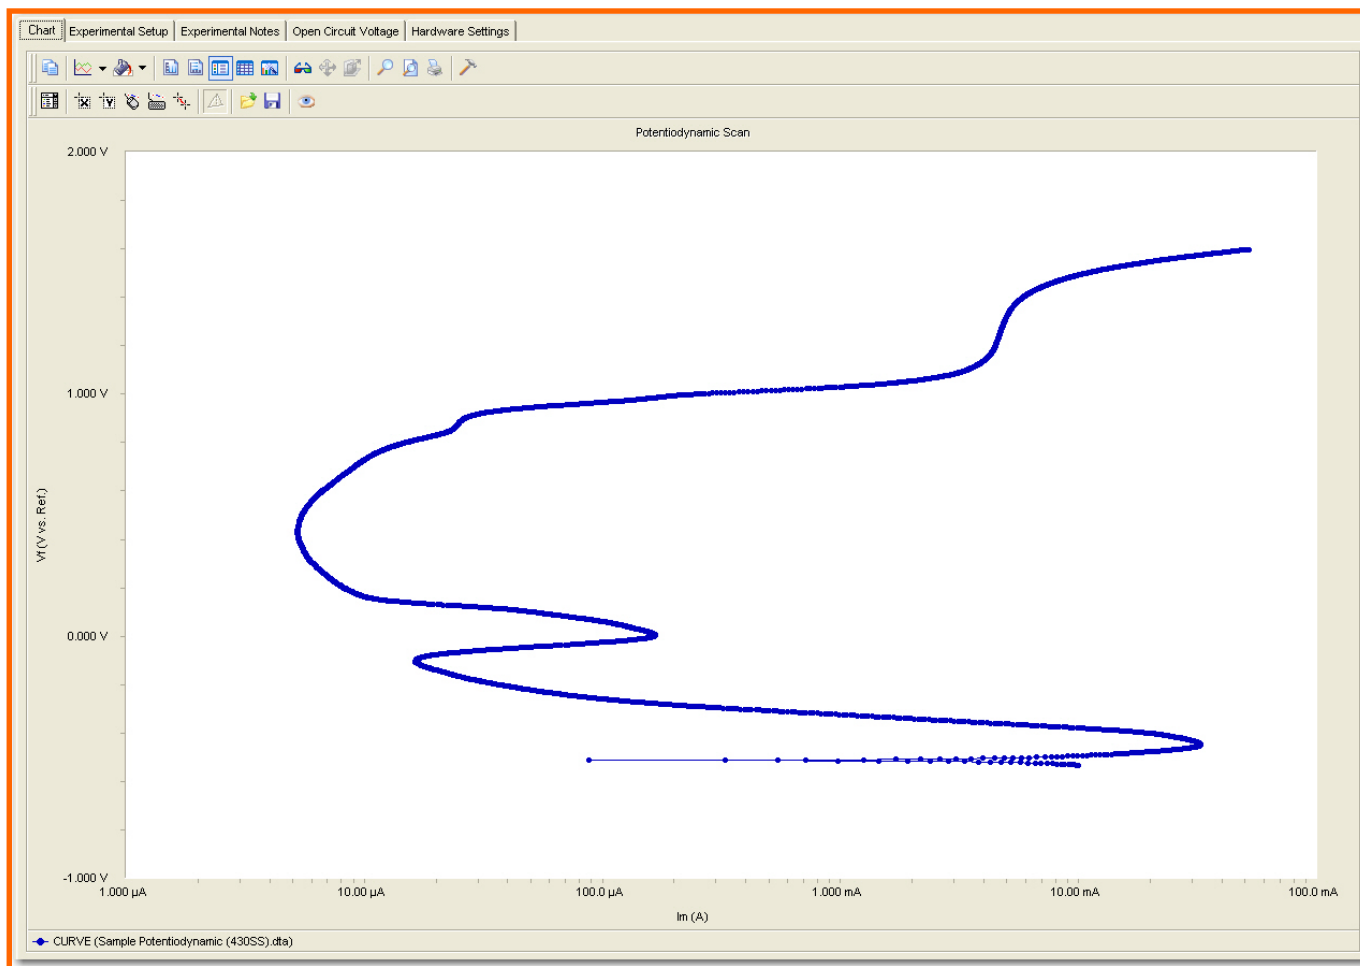 Chart Experimental Setup Experimental Notes Open Circuit Voltage Hardware Settings
Potentiodynamic Scan
2.000 V
1.000 V
Vf (V vs. Ref.)
0.000 V
-1.000 V
1.000 µA 10.00 µA 100.0 µA 1.000 mA 10.00 mA 100.0 mA
Im (A)
CURVE (Sample Potentiodynamic (430SS).dta)